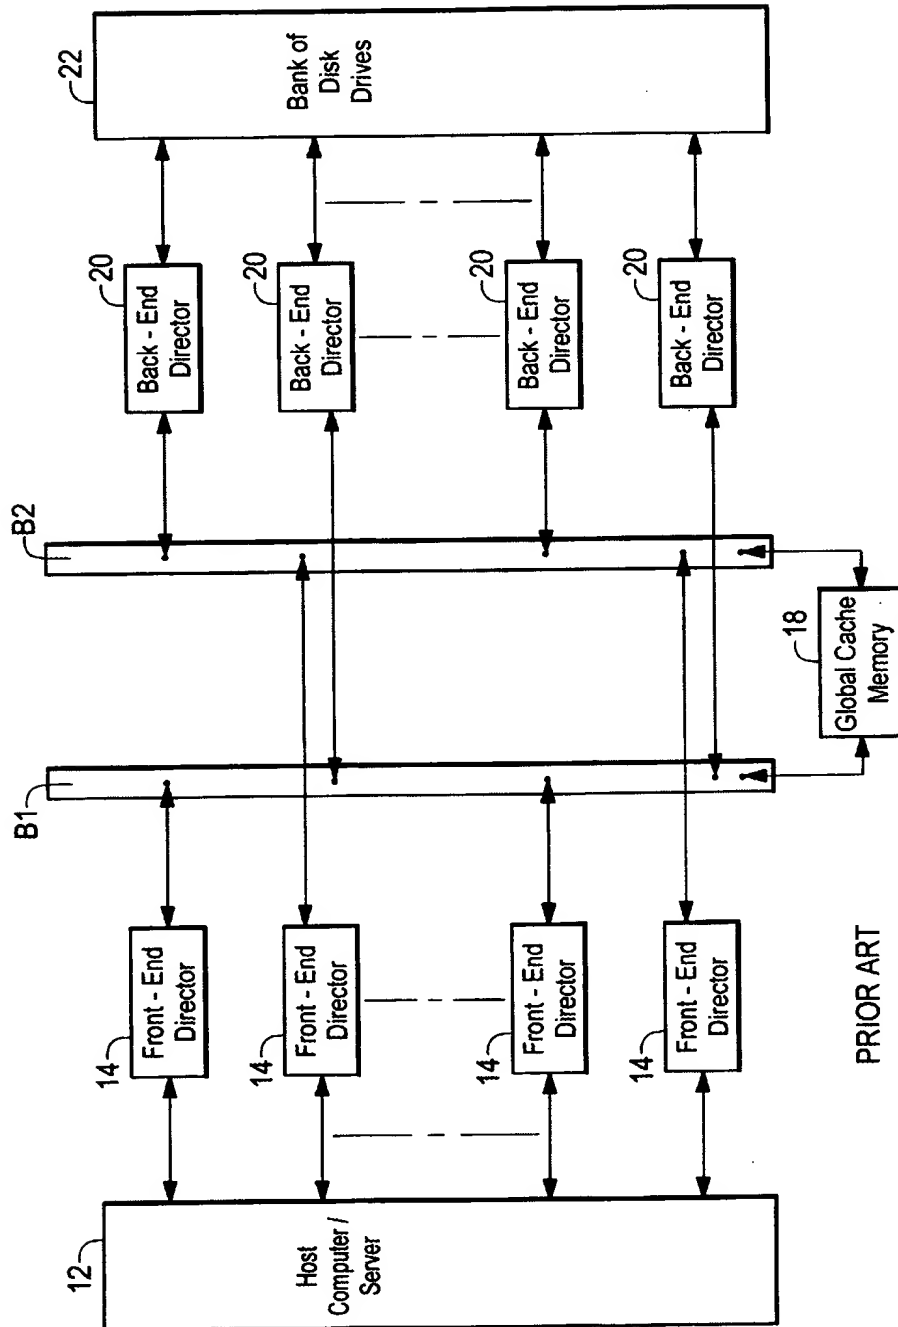 12
Host
Computer /
Server
14
Front - End
Director
14
Front - End
Director
14
Front - End
Director
14
Front - End
Director
B1
B2
18
Global Cache
Memory
20
Back - End
Director
20
Back - End
Director
20
Back - End
Director
20
Back - End
Director
22
Bank of
Disk
Drives
PRIOR ART